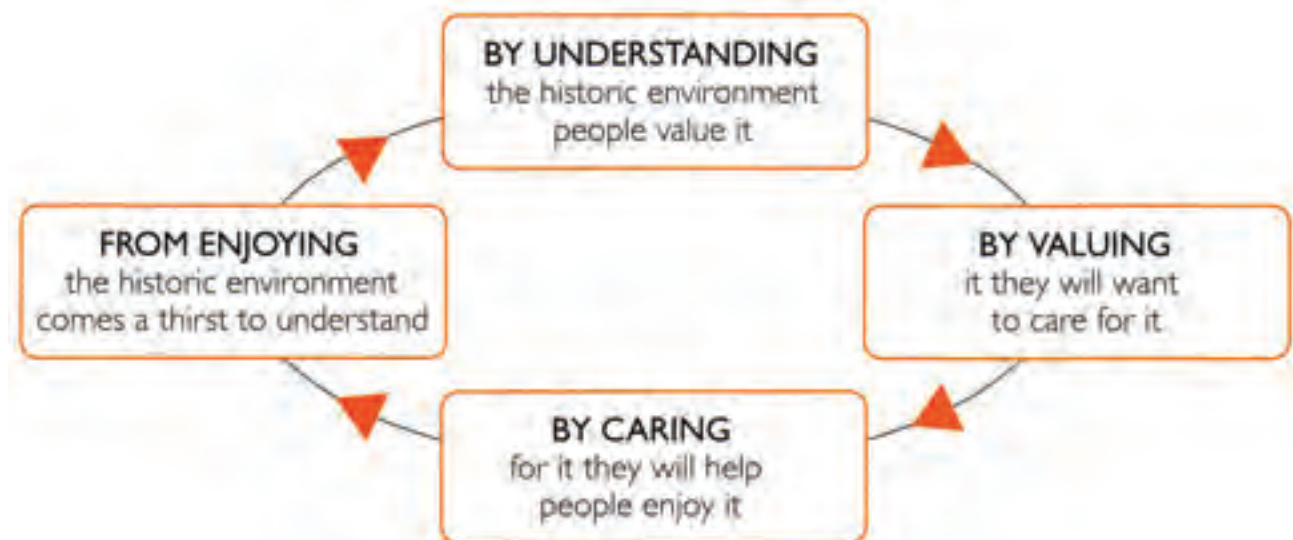 BY UNDERSTANDING
the historic environment
people value it
FROM ENJOYING
the historic environment
comes a thirst to understand
BY VALUING
it they will want
to care for it
BY CARING
for it they will help
people enjoy it